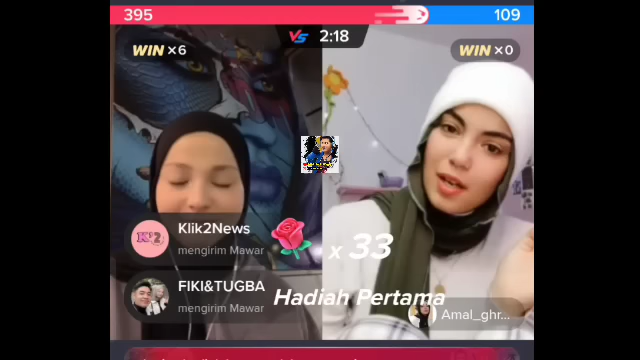 395
109
VS 2:18
WIN ×6
WIN ×0
Klik2News
mengirim Mawar
x 33
FIKI&TUGBA
mengirim Mawar
Hadiah Pertama
Amal_ghr...